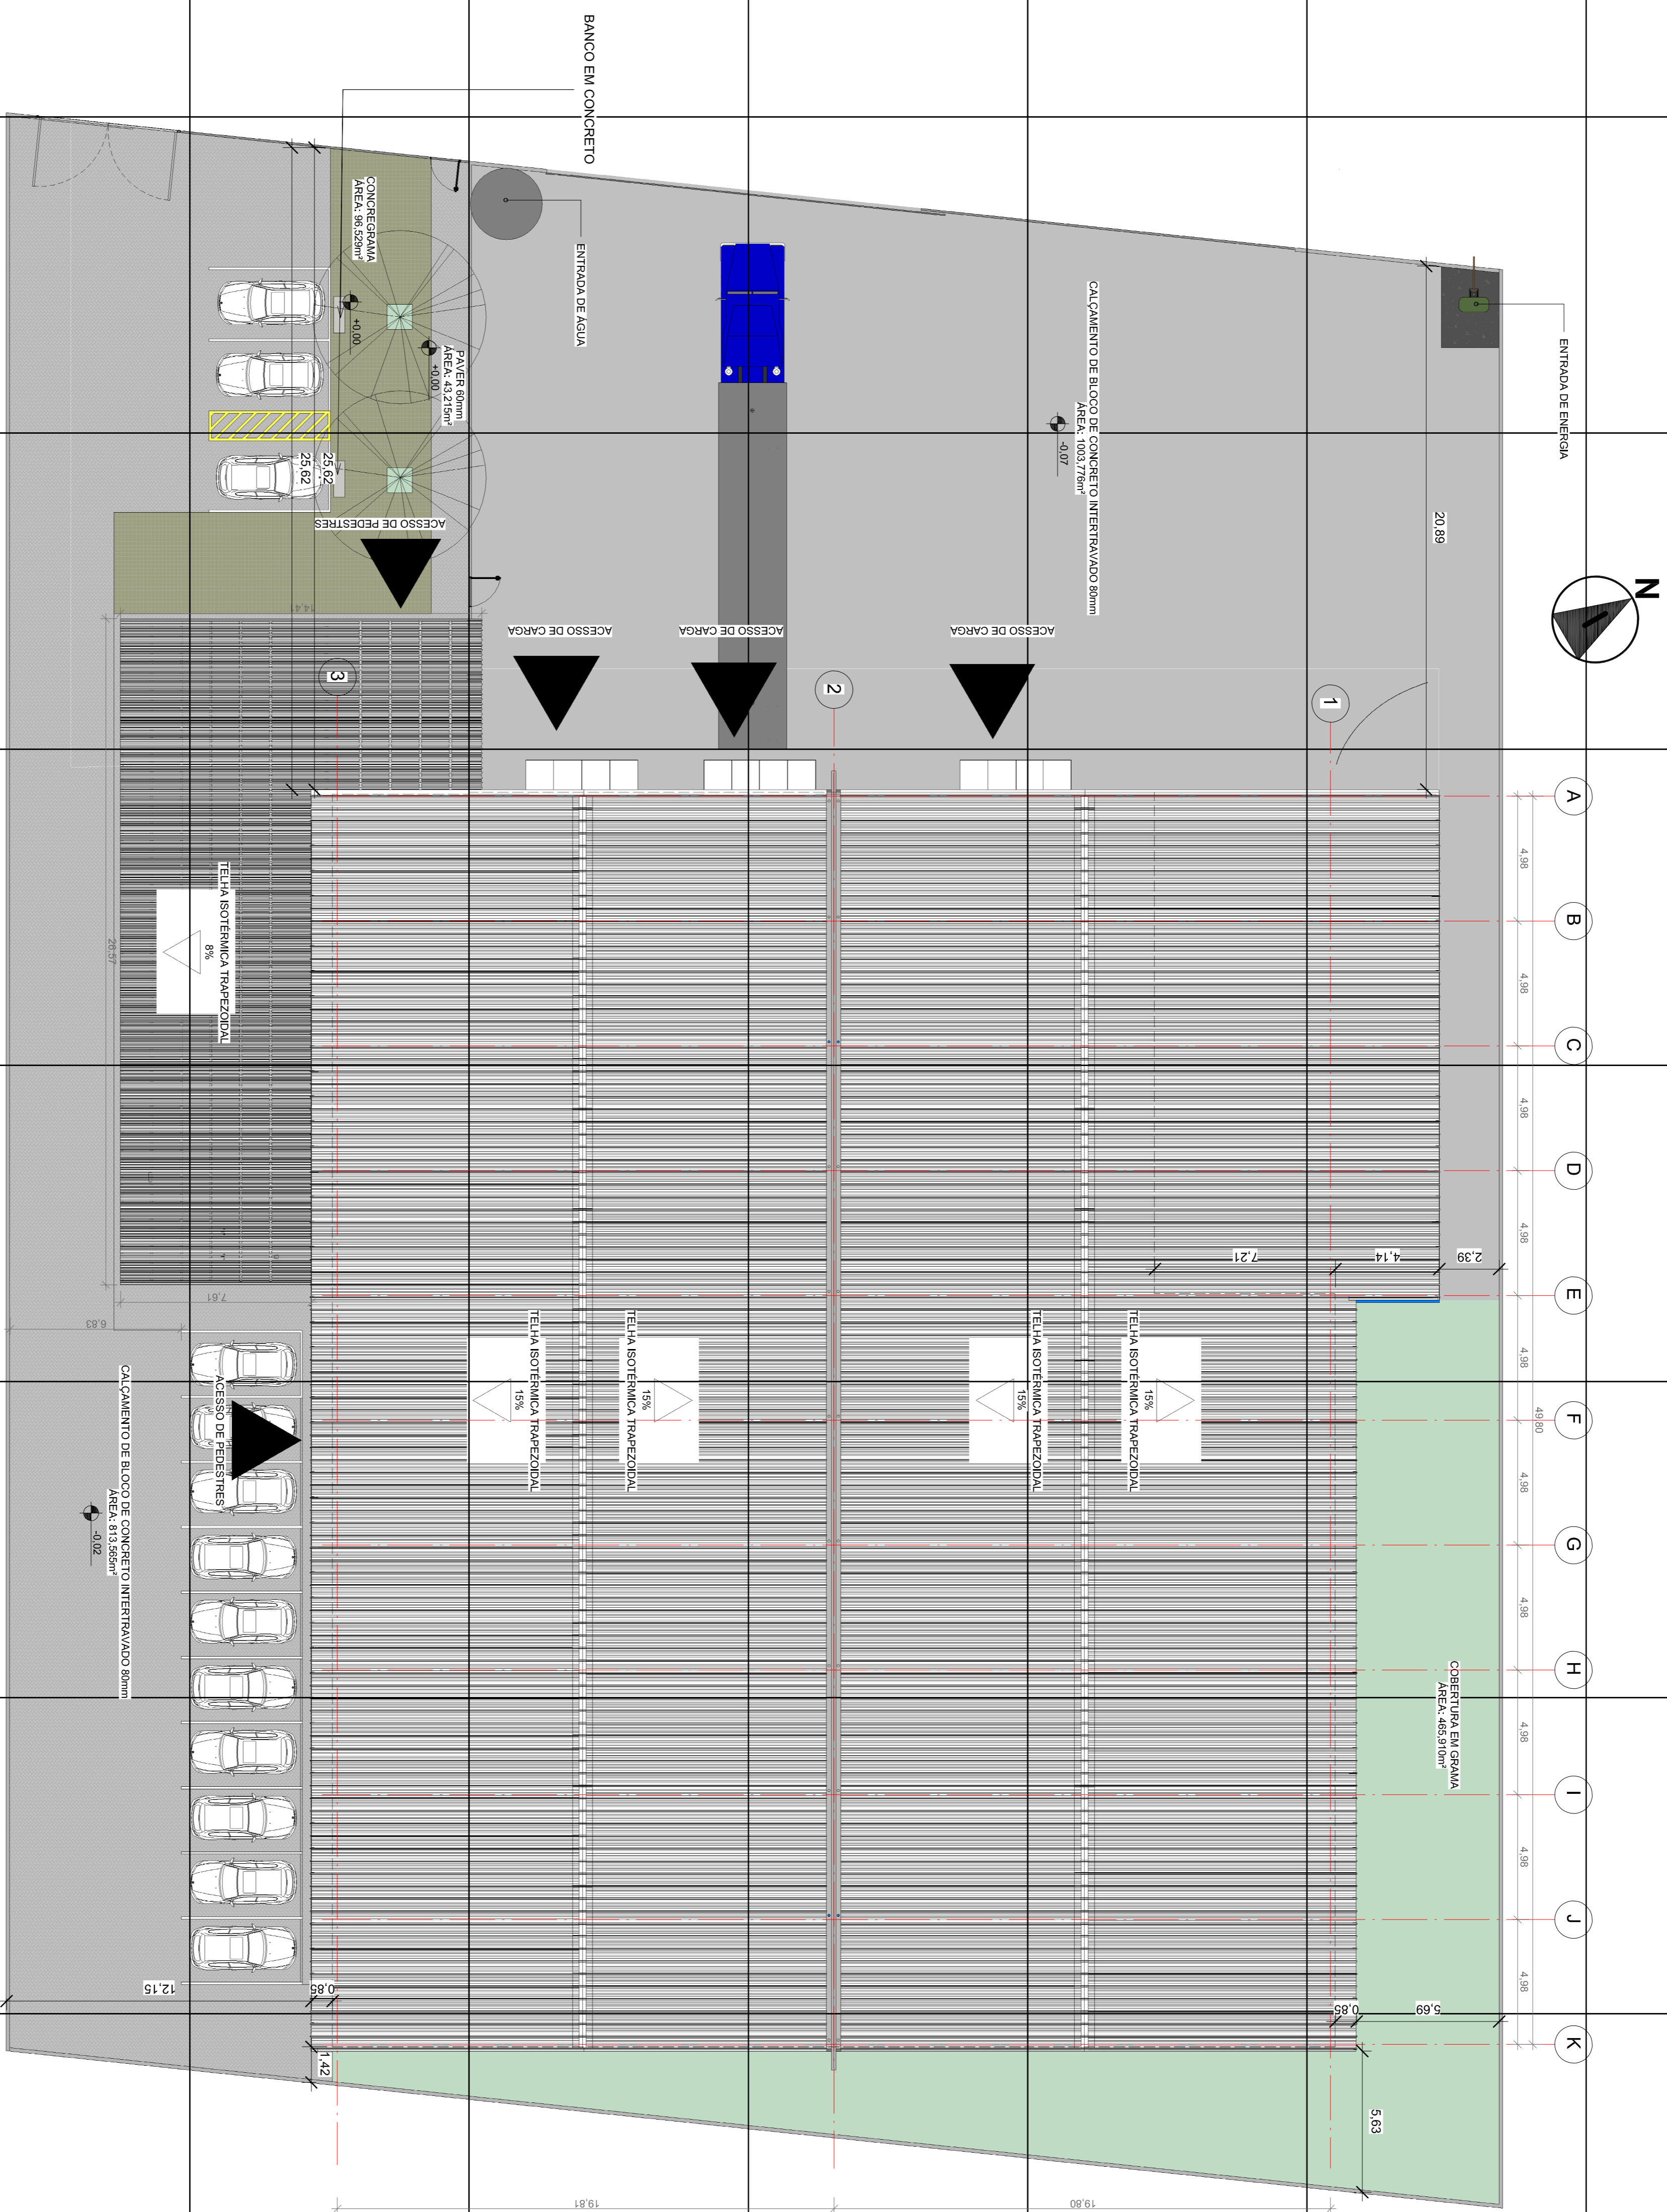 BANCO EM CONCRETO
N
ENTRADA DE ENERGIA
ENTRADA DE ÁGUA
CONCREGRAMA
ÁREA: 96,529m²
+0,00
PAVER 60mm
ÁREA: 43,215m²
+0,00
CALÇAMENTO DE BLOCO DE CONCRETO INTERTRAVADO 80mm
ÁREA: 1003,776m²
-0,07
20,89
25,62
25,62
ACESSO DE PEDESTRES
ACESSO DE CARGA
ACESSO DE CARGA
ACESSO DE CARGA
14,41
3
2
1
A
B
C
D
E
F
G
H
I
J
K
4,98
4,98
4,98
4,98
4,98
4,98
4,98
4,98
4,98
4,98
49,80
TELHA ISOTÉRMICA TRAPEZOIDAL
8%
26,57
7,21
4,14
2,39
7,61
6,83
TELHA ISOTÉRMICA TRAPEZOIDAL
15%
TELHA ISOTÉRMICA TRAPEZOIDAL
15%
TELHA ISOTÉRMICA TRAPEZOIDAL
15%
TELHA ISOTÉRMICA TRAPEZOIDAL
15%
ACESSO DE PEDESTRES
CALÇAMENTO DE BLOCO DE CONCRETO INTERTRAVADO 80mm
ÁREA: 813,565m²
-0,02
COBERTURA EM GRAMA
ÁREA: 465,910m²
12,15
0,85
0,85
5,69
1,42
5,63
19,81
19,80